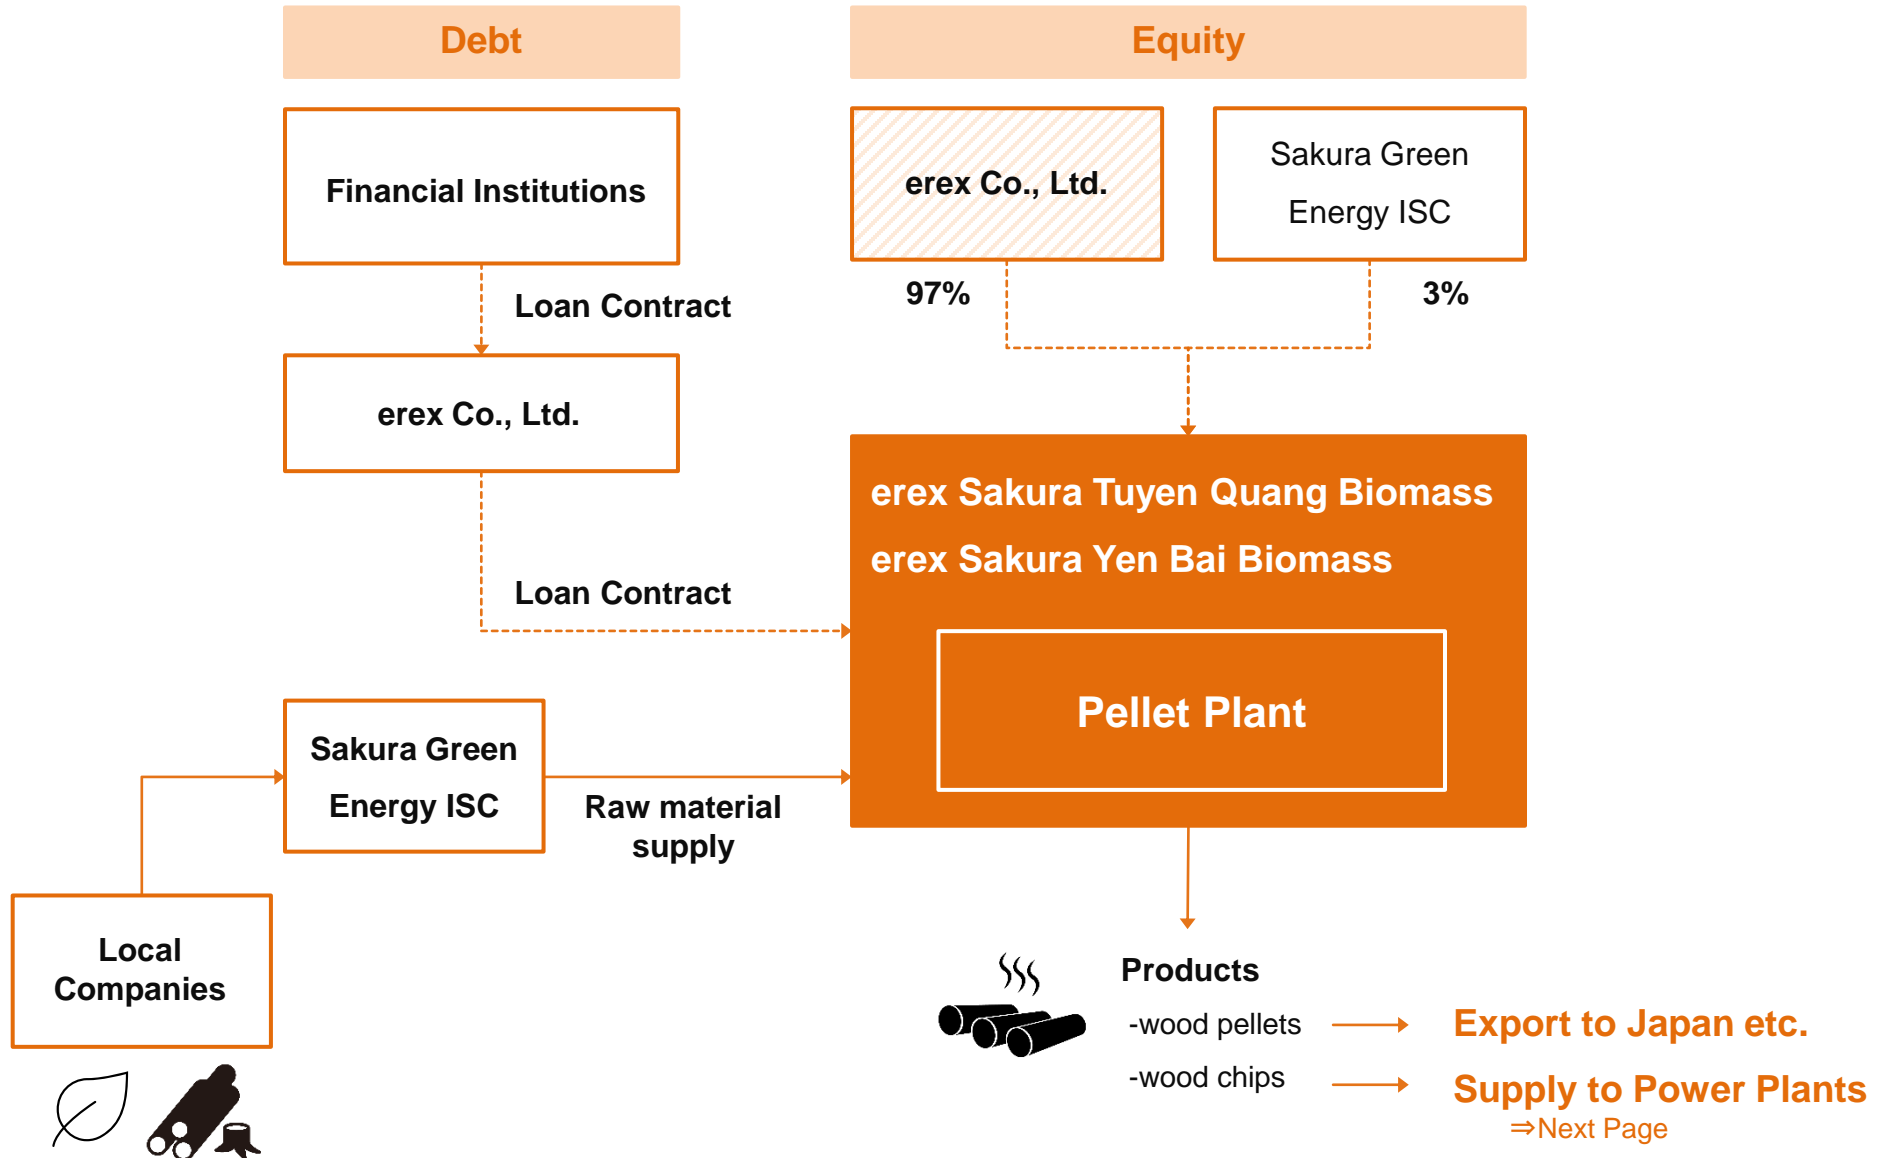 Debt
Equity
Financial Institutions
erex Co., Ltd.
Sakura Green
Energy ISC
Loan Contract
97%
3%
erex Co., Ltd.
Loan Contract
erex Sakura Tuyen Quang Biomass
erex Sakura Yen Bai Biomass
Pellet Plant
Sakura Green
Energy ISC
Raw material
supply
Local
Companies
Products
-wood pellets
Export to Japan etc.
-wood chips
Supply to Power Plants
⇒Next Page